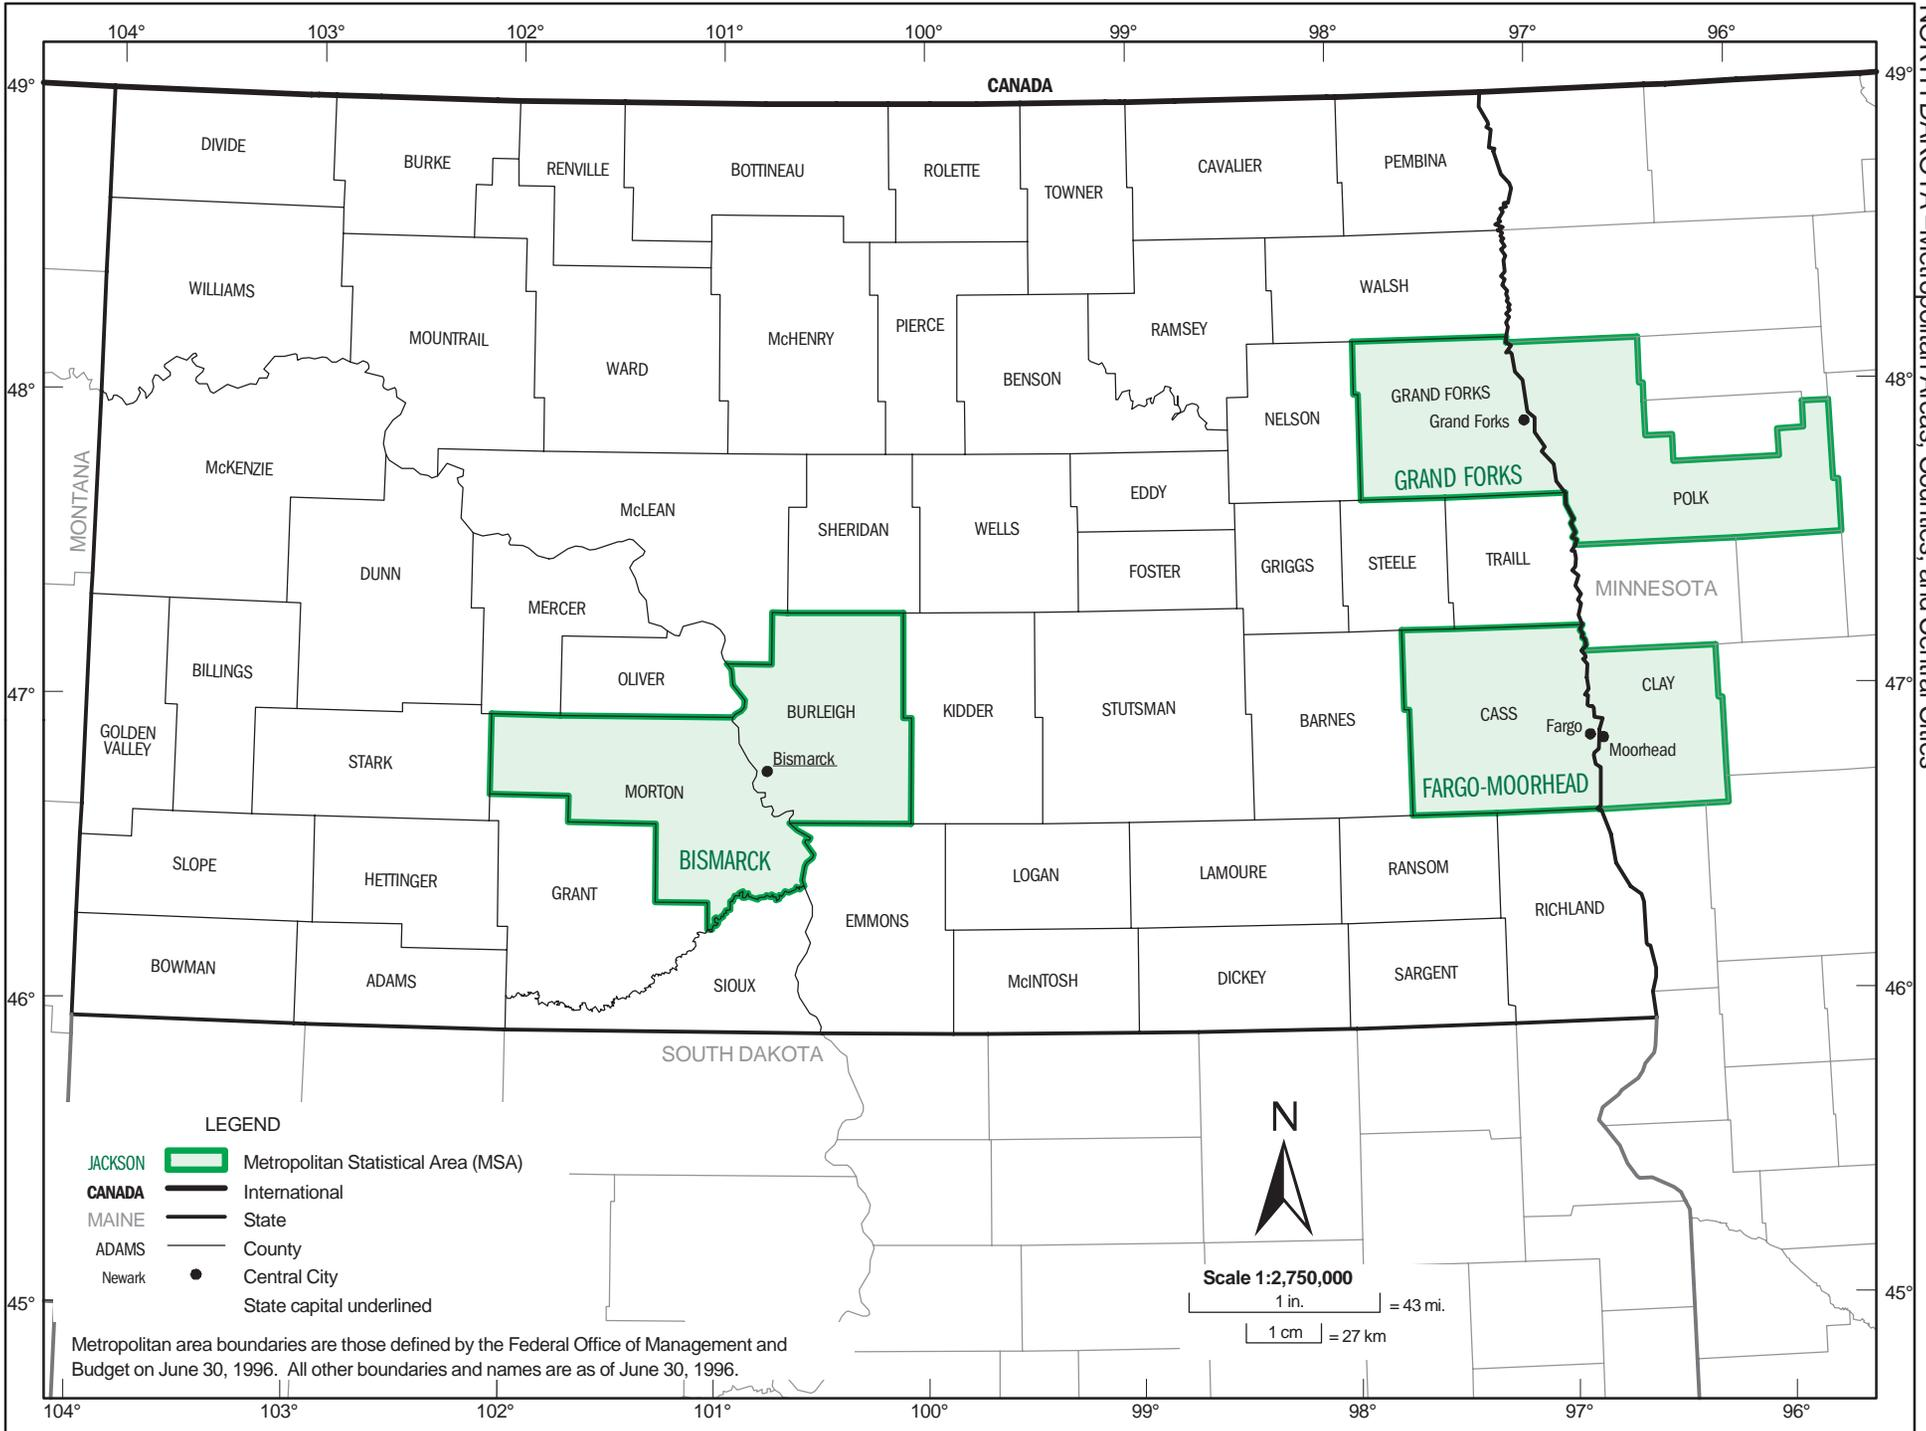 104° 103° 102° 101° 100° 99° 98° 97° 96°
49° CANADA 49°
DIVIDE
BURKE
RENVILLE
BOTTINEAU
ROLETTE
TOWNER
CAVALIER
PEMBINA
WILLIAMS
MOUNTRAIL
WARD
McHENRY
PIERCE
BENSON
RAMSEY
WALSH
48° 48°
NELSON
GRAND FORKS
Grand Forks
GRAND FORKS
POLK
MONTANA
McKENZIE
McLEAN
SHERIDAN
WELLS
EDDY
FOSTER
GRIGGS
STEELE
TRAILL
MINNESOTA
DUNN
MERCER
OLIVER
BILLINGS
GOLDEN
VALLEY
STARK
47° 47°
BURLEIGH
Bismarck
MORTON
BISMARCK
KIDDER
STUTSMAN
BARNES
CASS
CLAY
Fargo
Moorhead
FARGO-MOORHEAD
SLOPE
HETTINGER
GRANT
EMMONS
LOGAN
LAMOURE
RANSOM
RICHLAND
46° 46°
BOWMAN
ADAMS
SIOUX
McINTOSH
DICKEY
SARGENT
SOUTH DAKOTA
LEGEND
JACKSON Metropolitan Statistical Area (MSA)
CANADA International
MAINE State
ADAMS County
Newark Central City
State capital underlined
N
Scale 1:2,750,000
1 in. = 43 mi.
1 cm = 27 km
45° 45°
Metropolitan area boundaries are those defined by the Federal Office of Management and
Budget on June 30, 1996. All other boundaries and names are as of June 30, 1996.
104° 103° 102° 101° 100° 99° 98° 97° 96°